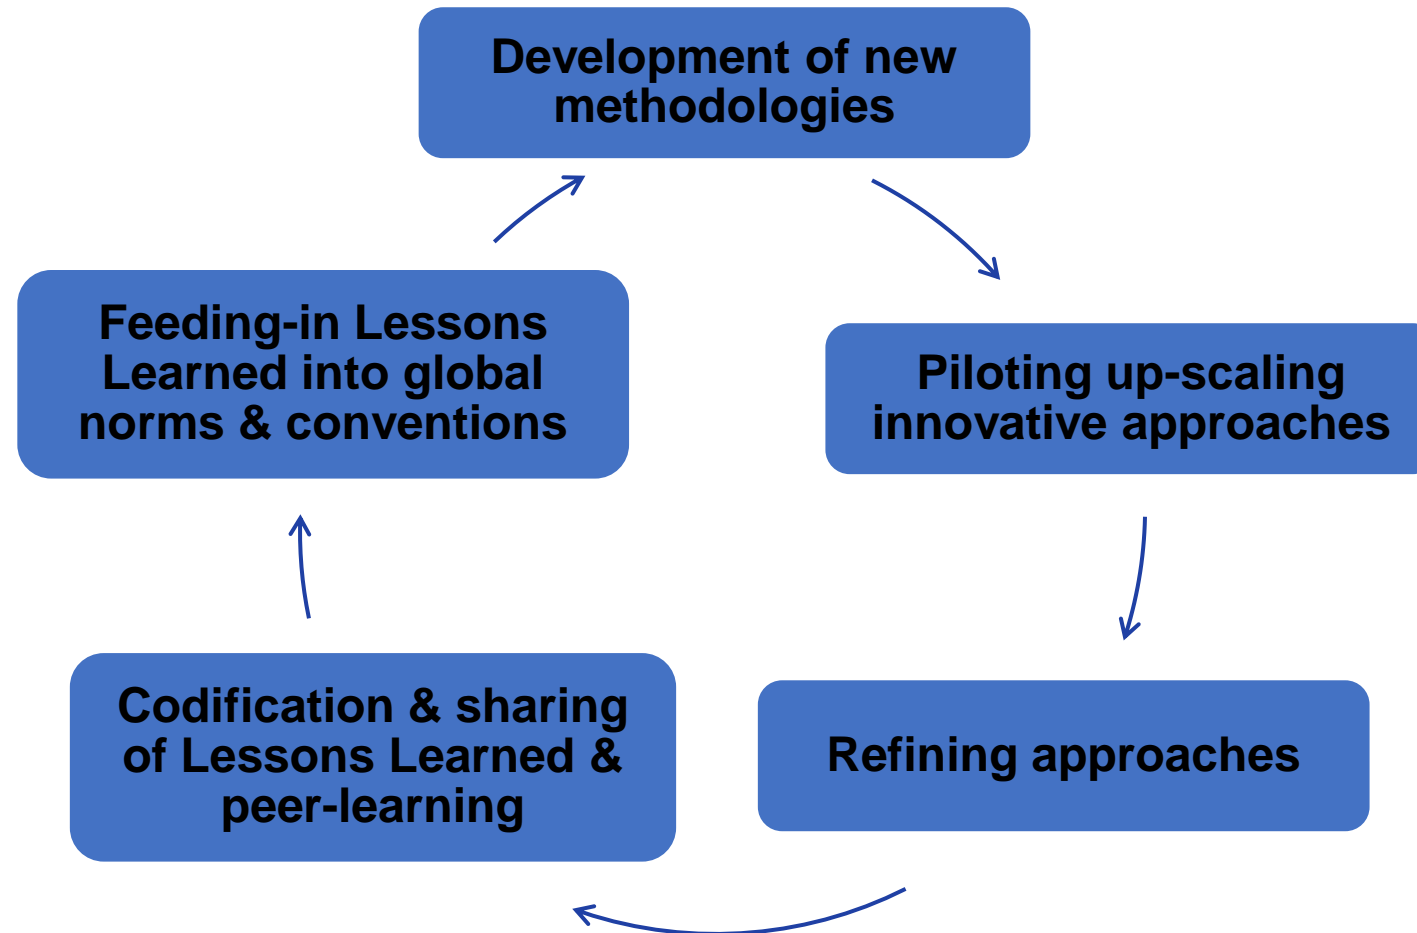 Development of new
methodologies
Piloting up-scaling
innovative approaches
Refining approaches
Codification & sharing
of Lessons Learned &
peer-learning
Feeding-in Lessons
Learned into global
norms & conventions